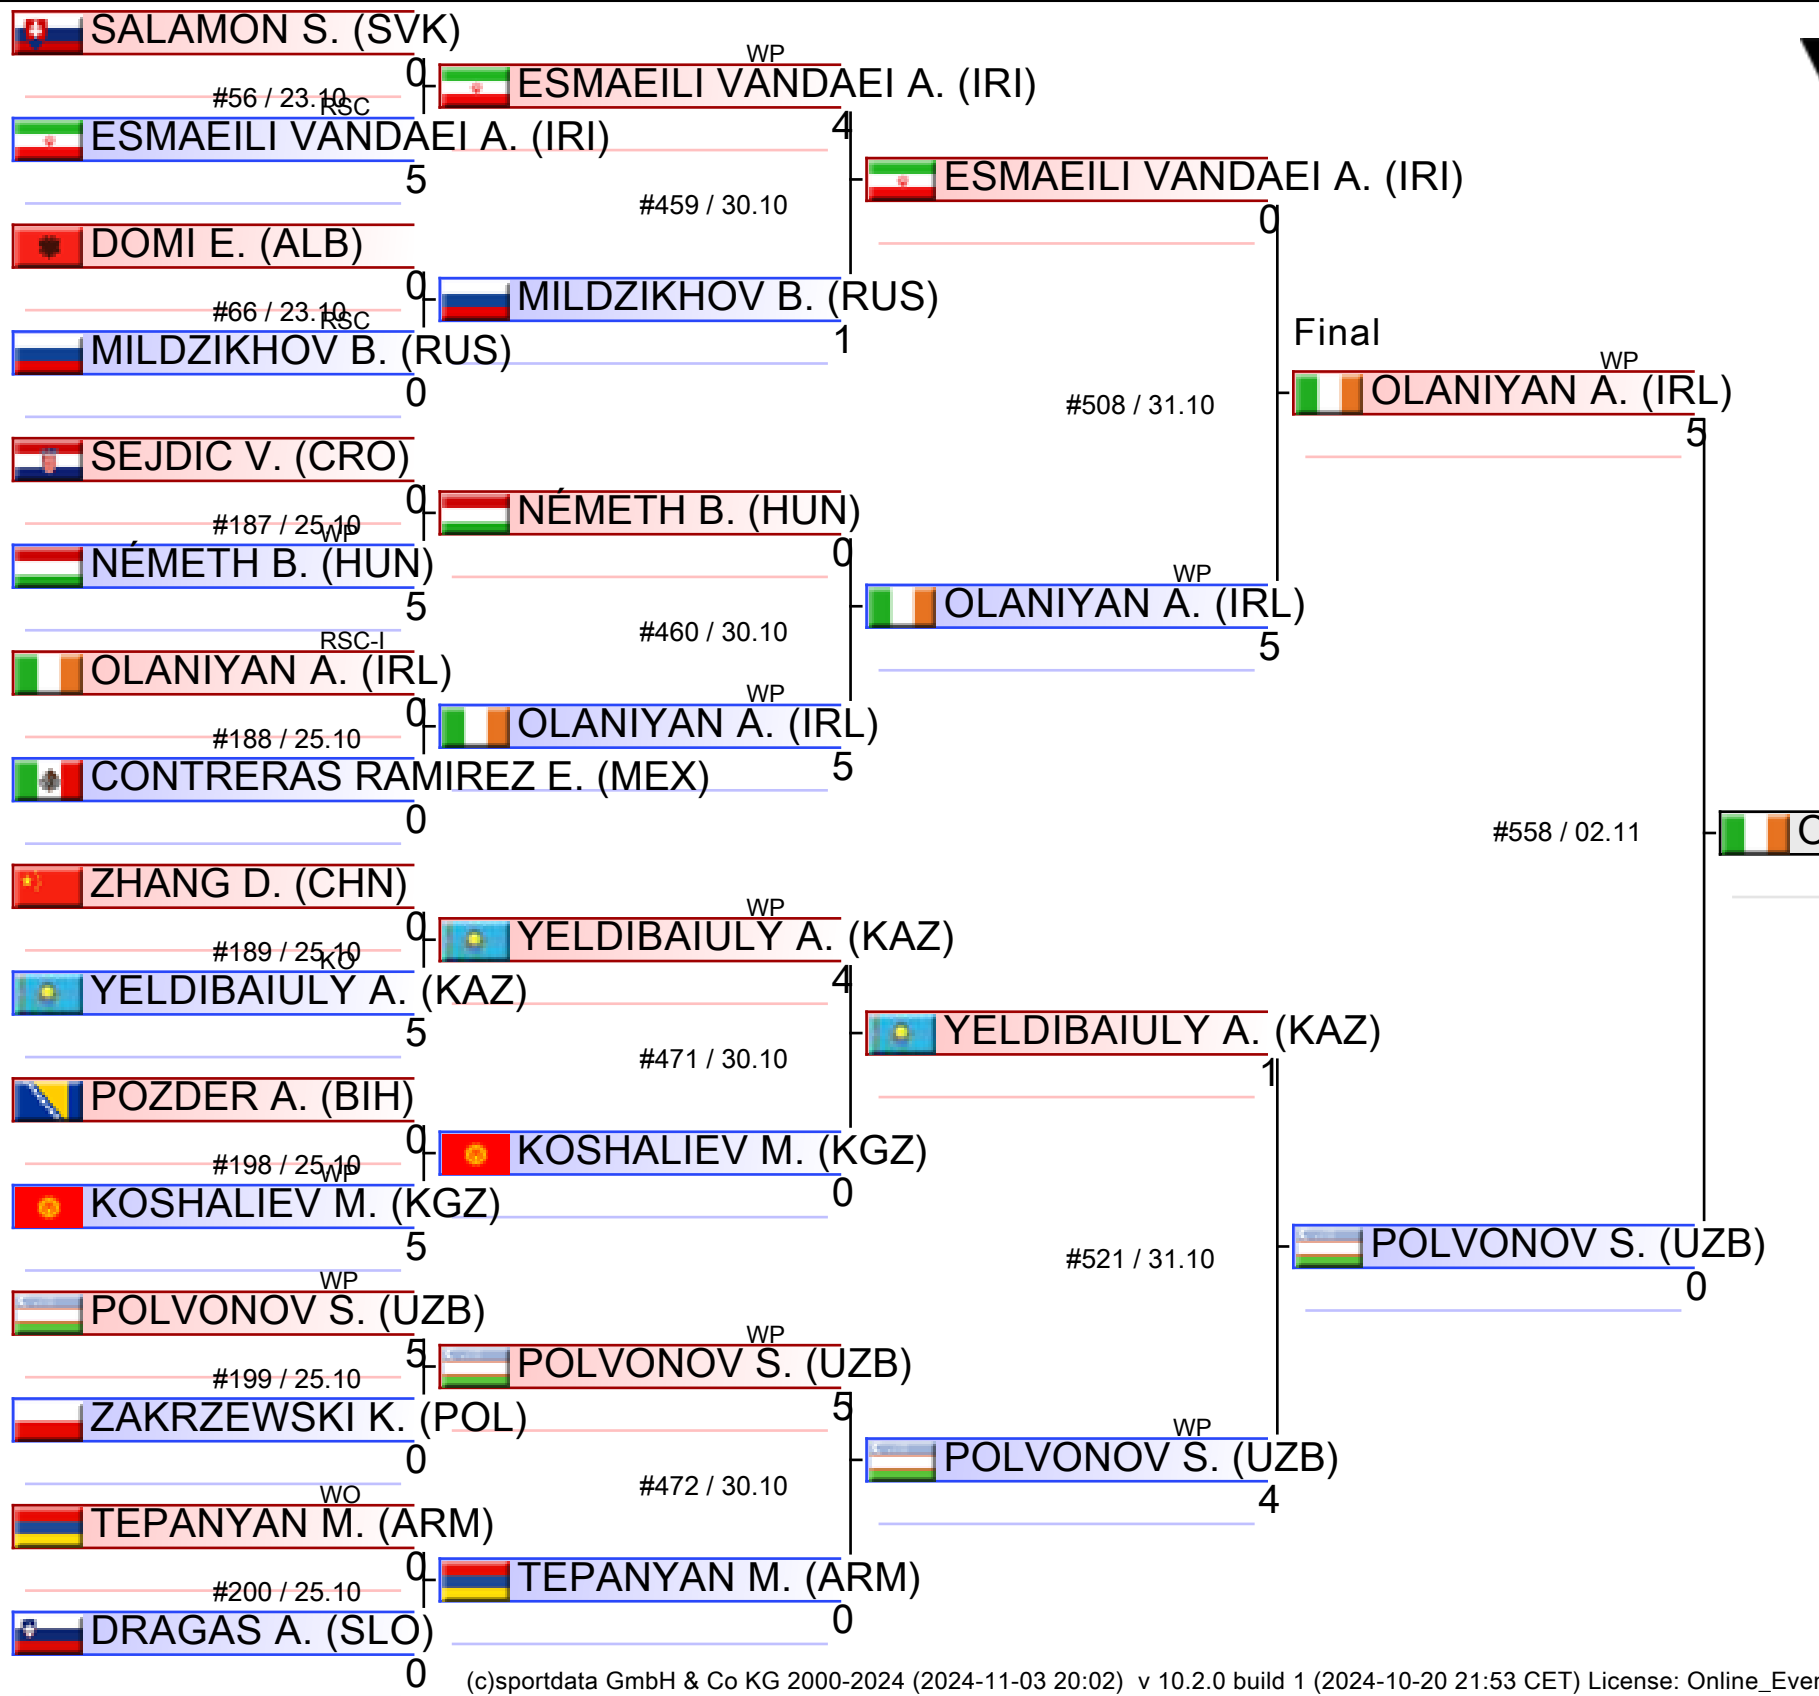 SALAMON S. (SVK)
0
#56 / 23.10
RSC
ESMAEILI VANDAEI A. (IRI)
5
DOMI E. (ALB)
0
#66 / 23.10
RSC
MILDZIKHOV B. (RUS)
0
SEJDIC V. (CRO)
0
#187 / 25.10
WP
NÉMETH B. (HUN)
5
RSC-I
OLANIYAN A. (IRL)
0
#188 / 25.10
CONTRERAS RAMIREZ E. (MEX)
0
ZHANG D. (CHN)
0
#189 / 25.10
KO
YELDIBAIULY A. (KAZ)
5
POZDER A. (BIH)
0
#198 / 25.10
WP
KOSHALIEV M. (KGZ)
5
WP
POLVONOV S. (UZB)
5
#199 / 25.10
ZAKRZEWSKI K. (POL)
0
WO
TEPANYAN M. (ARM)
0
#200 / 25.10
DRAGAS A. (SLO)
0
WP
ESMAEILI VANDAEI A. (IRI)
4
#459 / 30.10
MILDZIKHOV B. (RUS)
1
NÉMETH B. (HUN)
0
#460 / 30.10
WP
OLANIYAN A. (IRL)
5
WP
YELDIBAIULY A. (KAZ)
4
#471 / 30.10
KOSHALIEV M. (KGZ)
0
WP
POLVONOV S. (UZB)
5
#472 / 30.10
TEPANYAN M. (ARM)
0
ESMAEILI VANDAEI A. (IRI)
0
#508 / 31.10
WP
OLANIYAN A. (IRL)
5
YELDIBAIULY A. (KAZ)
1
#521 / 31.10
WP
POLVONOV S. (UZB)
4
Final
WP
OLANIYAN A. (IRL)
5
#558 / 02.11
POLVONOV S. (UZB)
0
(c)sportdata GmbH & Co KG 2000-2024 (2024-11-03 20:02) v 10.2.0 build 1 (2024-10-20 21:53 CET) License: Online_Ever